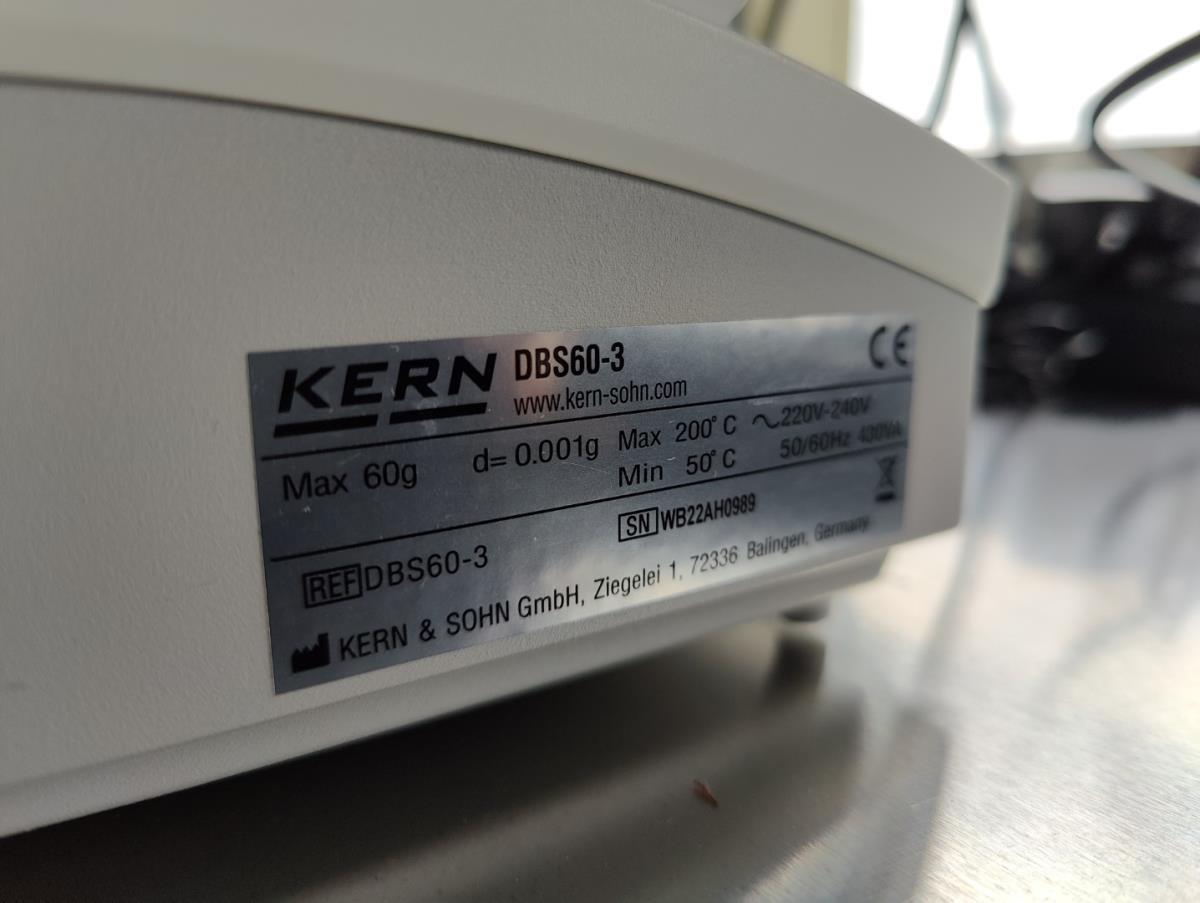 KERN DBS60-3
www.kern-sohn.com
CE
Max 60g d= 0.001g Max 200°C ~220V-240V
Min 50°C 50/60Hz 430VA
REF DBS60-3 SN WB22AH0989
KERN & SOHN GmbH, Ziegelei 1, 72336 Balingen, Germany